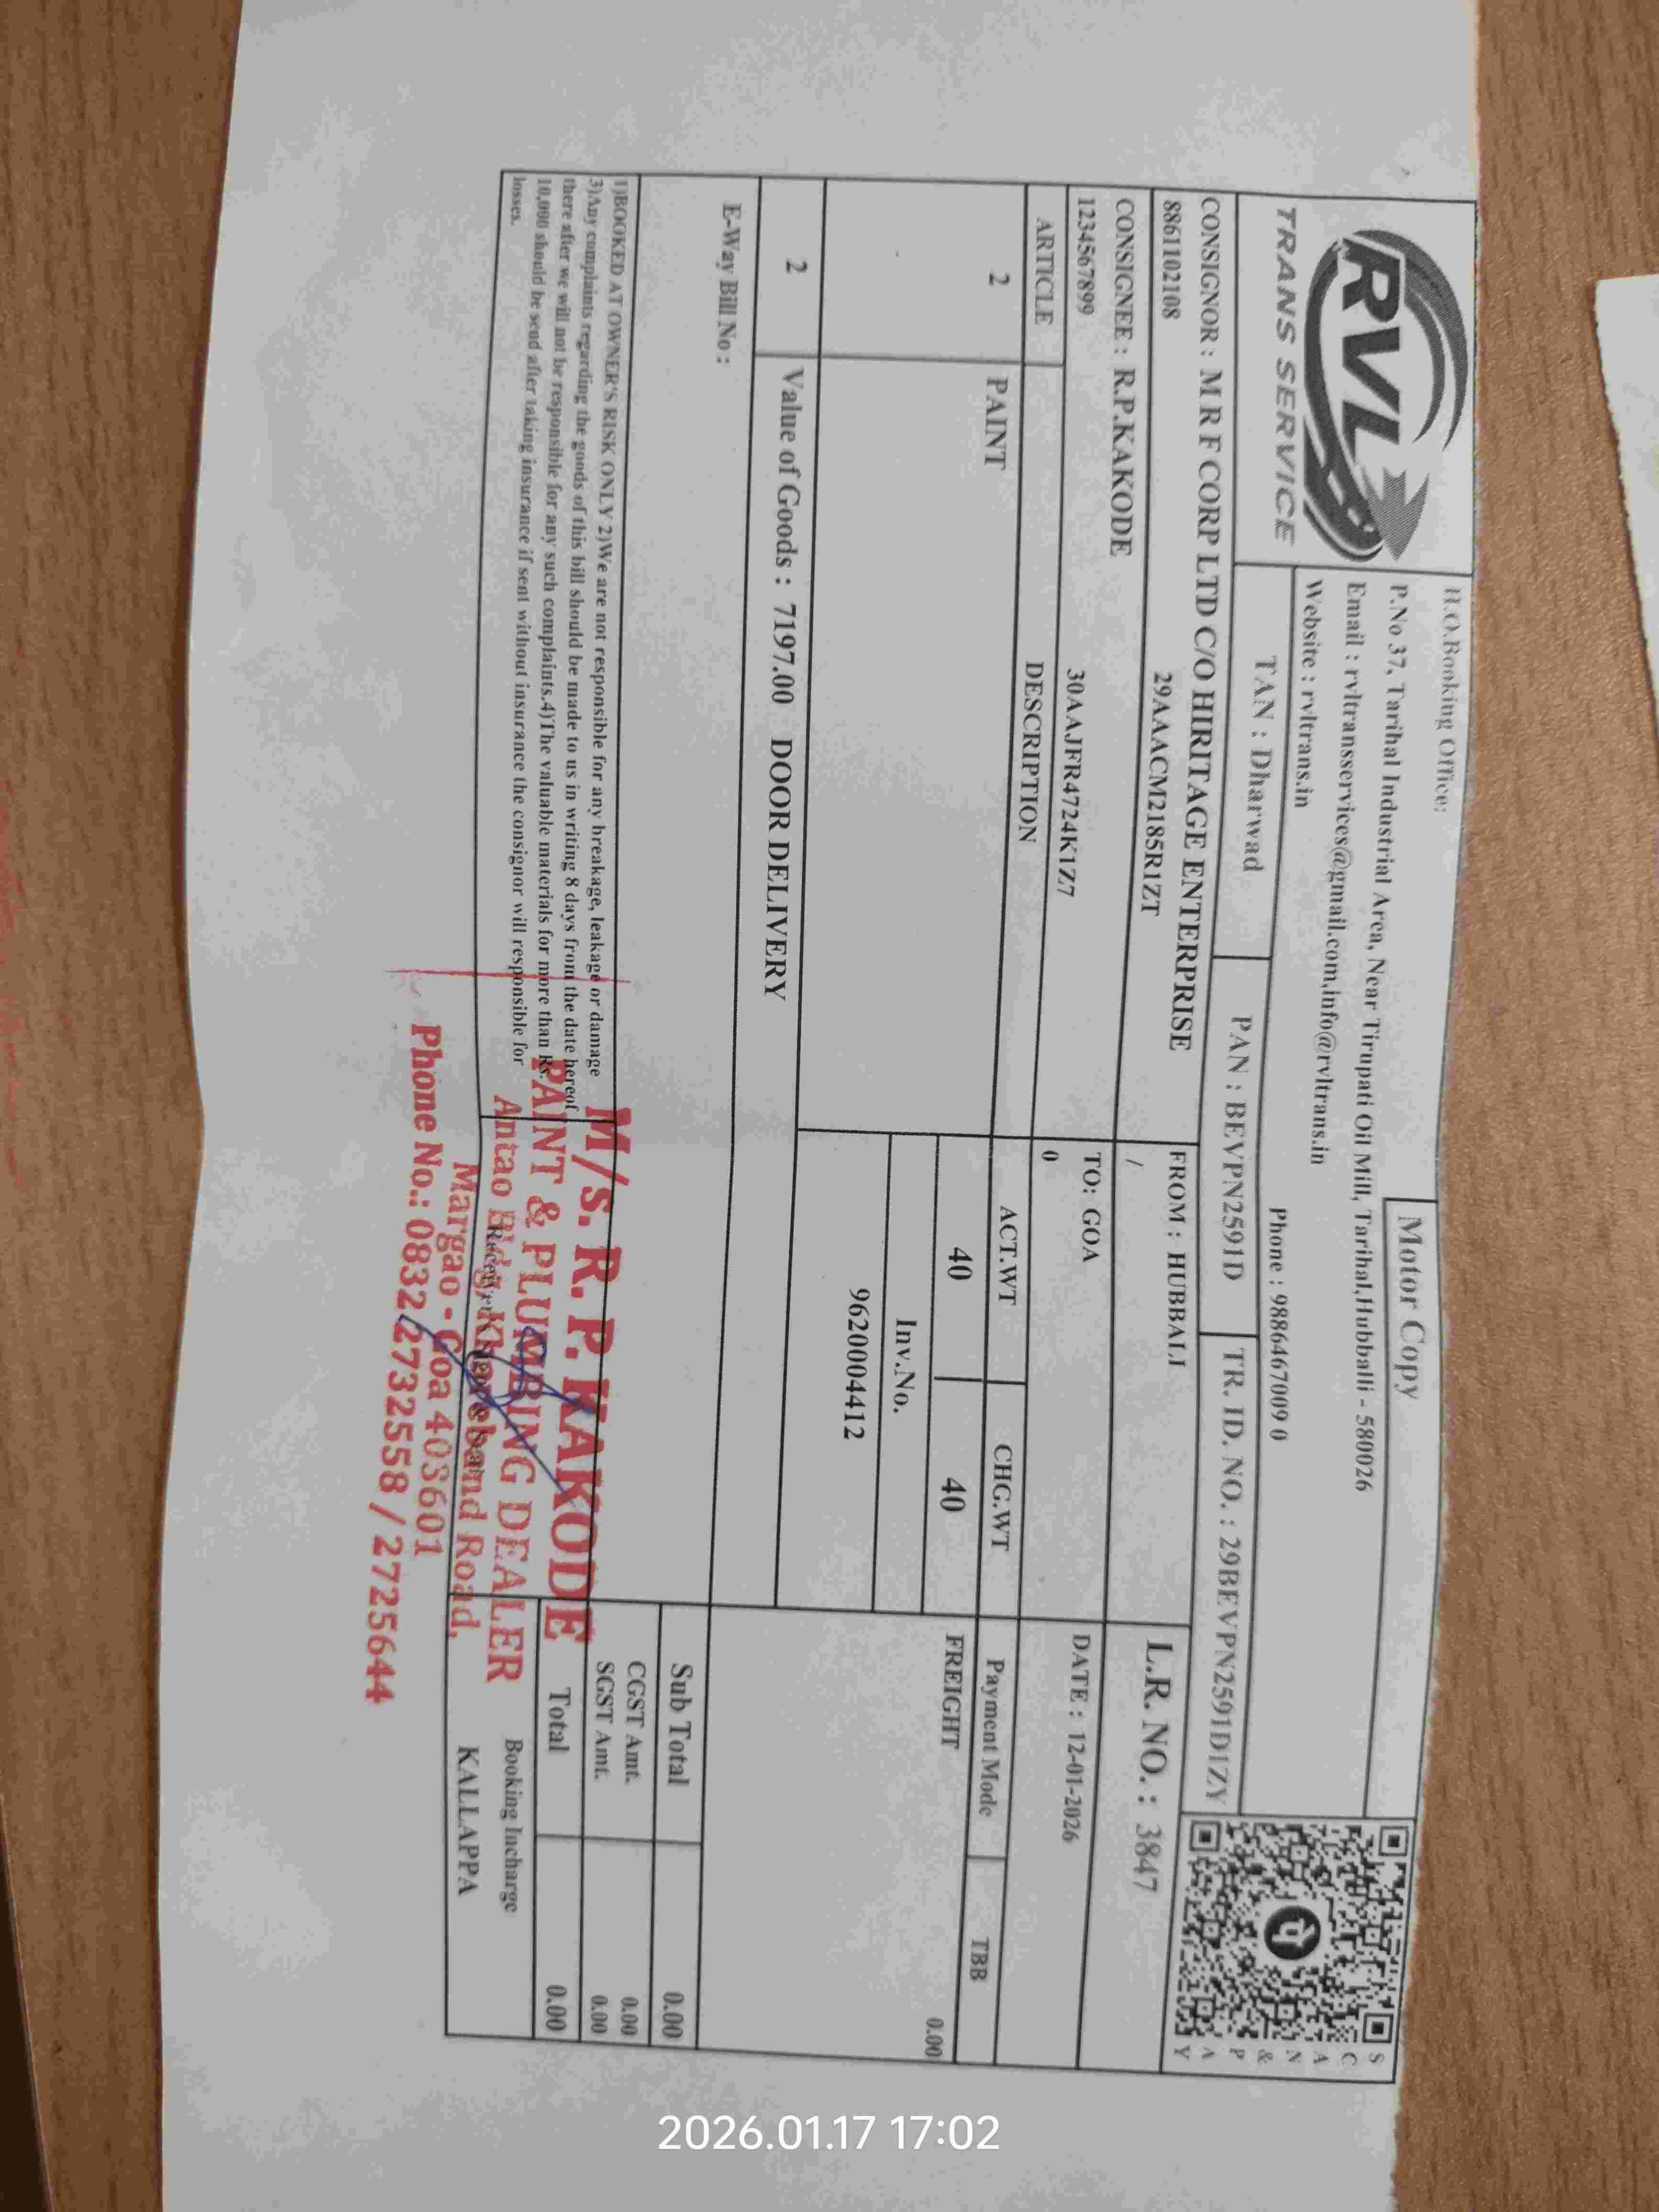 RVL
TRANS SERVICE
Motor Copy
H.O.Booking Office:
P.No 37, Tarihal Industrial Area, Near Tirupati Oil Mill, Tarihal,Hubballi - 580026
Email : rvltransservices@gmail.com,info@rvltrans.in
Website : rvltrans.in
Phone : 9886467009 0
TAN : Dharwad
PAN : BEVPN2591D
TR. ID. NO. : 29BEVPN2591D1ZY
SCAN & PAY
CONSIGNOR : M R F CORP LTD C/O HIRITAGE ENTERPRISE
8861102108 29AAACM2185R1ZT
FROM : HUBBALI
/
L.R. NO. : 3847
CONSIGNEE : R.P.KAKODE
1234567899 30AAJFR4724K1Z7
TO: GOA
0
DATE : 12-01-2026
ARTICLE DESCRIPTION ACT.WT CHG.WT Payment Mode TBB
2 PAINT 40 40 FREIGHT 0.00
Inv.No.
9620004412
2 Value of Goods : 7197.00 DOOR DELIVERY
E-Way Bill No :
Sub Total 0.00
CGST Amt. 0.00
SGST Amt. 0.00
Total 0.00
1)BOOKED AT OWNER'S RISK ONLY 2)We are not responsible for any breakage, leakage or damage
3)Any complaints regarding the goods of this bill should be made to us in writing 8 days from the date hereof
there after we will not be responsible for any such complaints.4)The valuable materials for more than Rs.
10,000 should be send after taking insurance if sent without insurance the consignor will responsible for
losses.
Booking Incharge
KALLAPPA
M/s. R. P. KAKODE
PAINT & PLUMBING DEALER
Antao Bldg, Khareband Road,
Margao - Goa 403601
Phone No.: 0832 2732558 / 2725644
2026.01.17 17:02